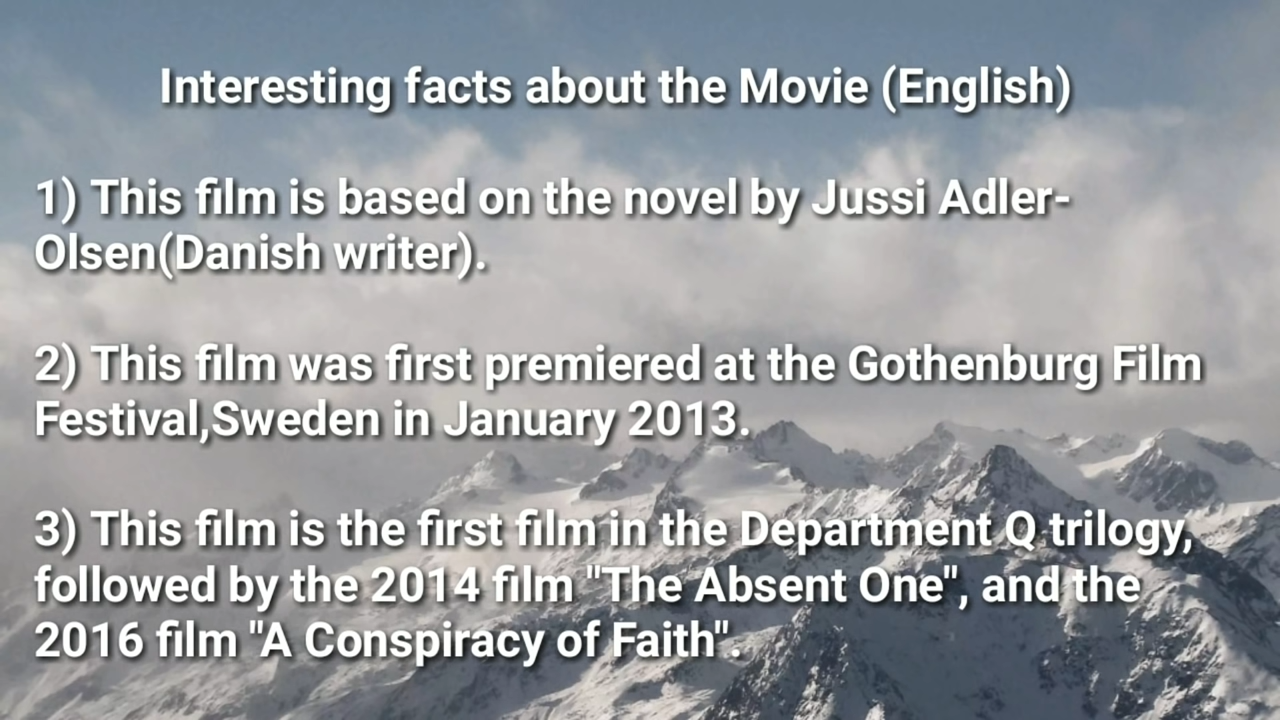 Interesting facts about the Movie (English)
1) This film is based on the novel by Jussi Adler-
Olsen(Danish writer).
2) This film was first premiered at the Gothenburg Film
Festival,Sweden in January 2013.
3) This film is the first film in the Department Q trilogy,
followed by the 2014 film "The Absent One", and the
2016 film "A Conspiracy of Faith".